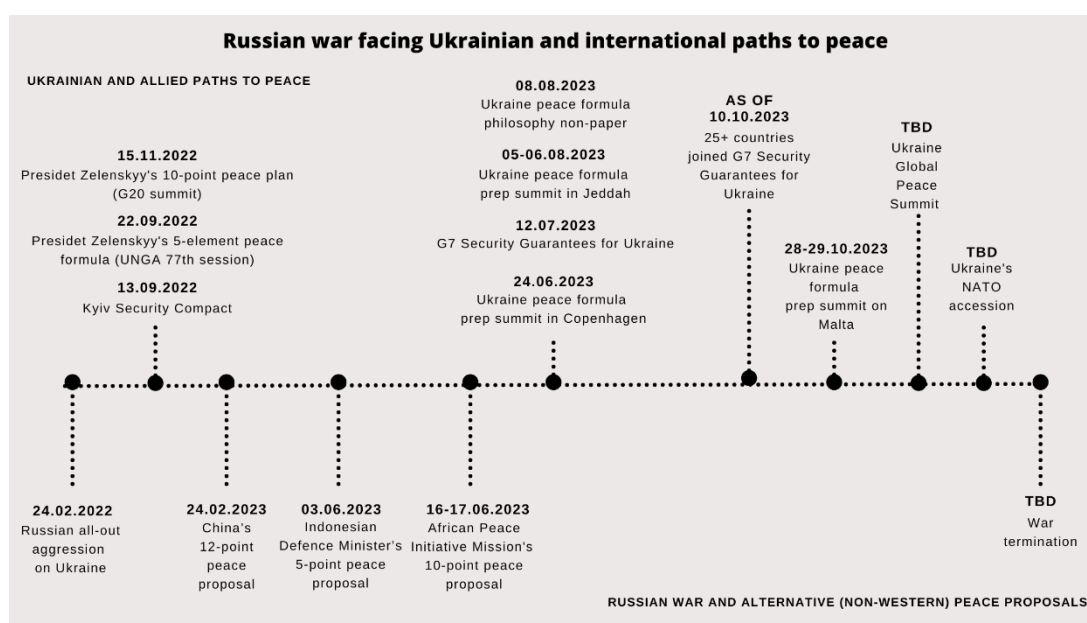 Russian war facing Ukrainian and international paths to peace
UKRAINIAN AND ALLIED PATHS TO PEACE
15.11.2022
Presidet Zelenskyy's 10-point peace plan
(G20 summit)
22.09.2022
Presidet Zelenskyy's 5-element peace
formula (UNGA 77th session)
13.09.2022
Kyiv Security Compact
08.08.2023
Ukraine peace formula
philosophy non-paper
05-06.08.2023
Ukraine peace formula
prep summit in Jeddah
12.07.2023
G7 Security Guarantees for Ukraine
24.06.2023
Ukraine peace formula
prep summit in Copenhagen
AS OF
10.10.2023
25+ countries
joined G7 Security
Guarantees for
Ukraine
28-29.10.2023
Ukraine peace
formula
prep summit on
Malta
TBD
Ukraine
Global
Peace
Summit
TBD
Ukraine's
NATO
accession
24.02.2022
Russian all-out
aggression
on Ukraine
24.02.2023
China's
12-point
peace
proposal
03.06.2023
Indonesian
Defence Minister's
5-point peace
proposal
16-17.06.2023
African Peace
Initiative Mission's
10-point peace
proposal
TBD
War
termination
RUSSIAN WAR AND ALTERNATIVE (NON-WESTERN) PEACE PROPOSALS